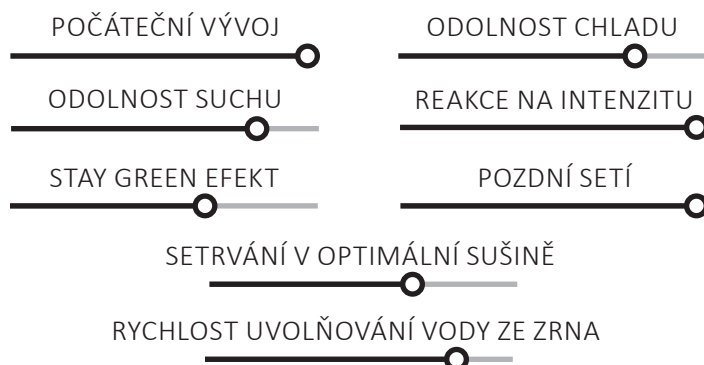 POČÁTEČNÍ VÝVOJ
ODOLNOST CHLADU
ODOLNOST SUCHU
REAKCE NA INTENZITU
STAY GREEN EFEKT
POZDNÍ SETÍ
SETRVÁNÍ V OPTIMÁLNÍ SUŠINĚ
RYCHLOST UVOLŇOVÁNÍ VODY ZE ZRNA